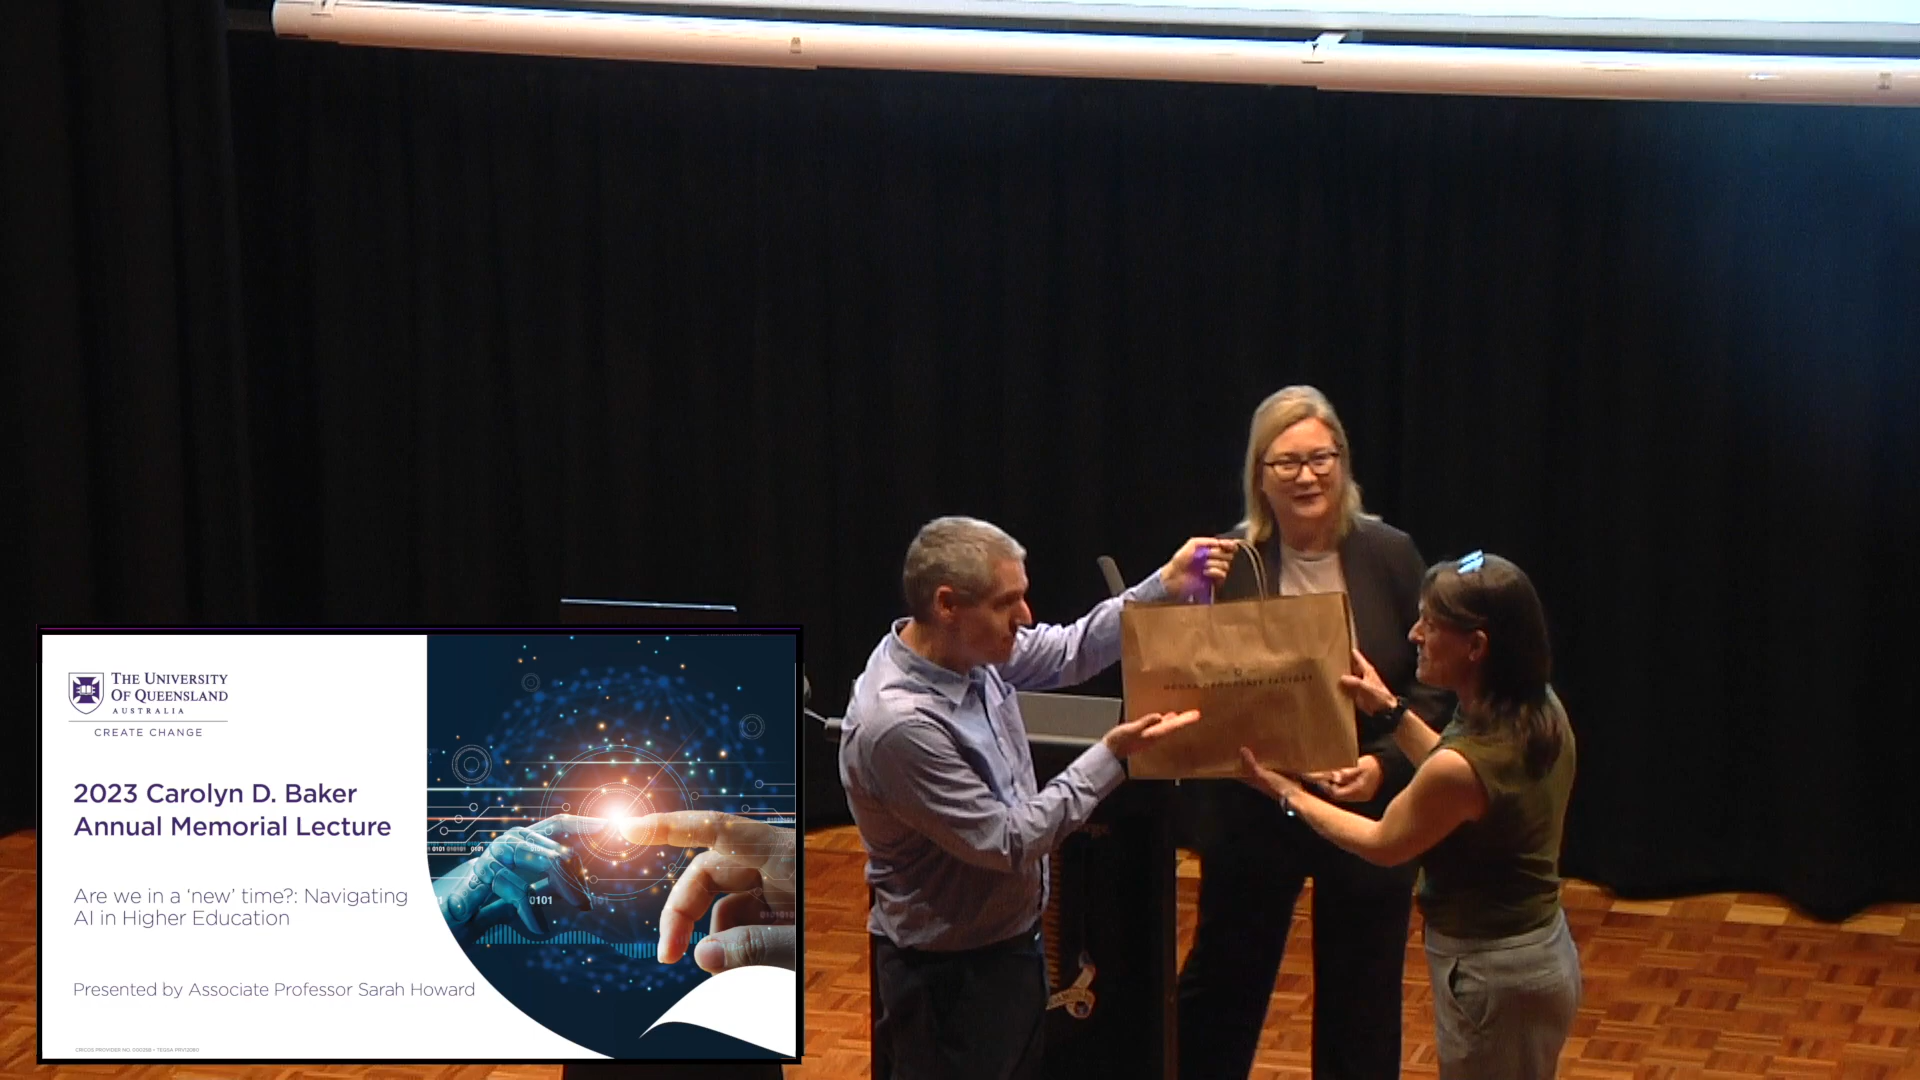 THE UNIVERSITY
OF QUEENSLAND
AUSTRALIA
CREATE CHANGE
2023 Carolyn D. Baker
Annual Memorial Lecture
Are we in a ‘new’ time?: Navigating
AI in Higher Education
Presented by Associate Professor Sarah Howard
0101